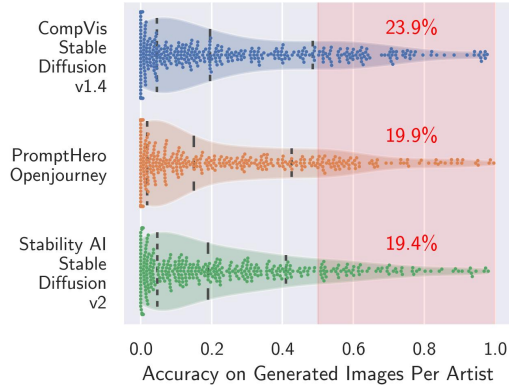 CompVis
Stable
Diffusion
v1.4
23.9%
PromptHero
Openjourney
19.9%
Stability AI
Stable
Diffusion
v2
19.4%
0.0 0.2 0.4 0.6 0.8 1.0
Accuracy on Generated Images Per Artist